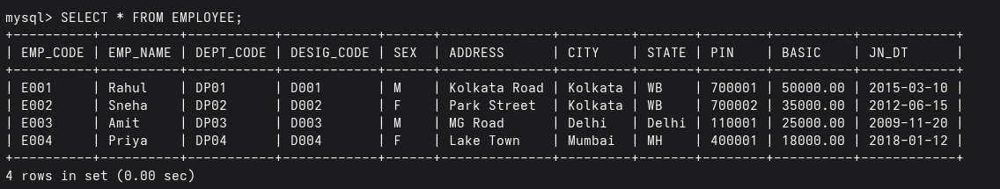 mysql> SELECT * FROM EMPLOYEE;
+----------+----------+-----------+------------+------+--------------+---------+-------+--------+----------+------------+
| EMP_CODE | EMP_NAME | DEPT_CODE | DESIG_CODE | SEX  | ADDRESS      | CITY    | STATE | PIN    | BASIC    | JN_DT      |
+----------+----------+-----------+------------+------+--------------+---------+-------+--------+----------+------------+
| E001     | Rahul    | DP01      | D001       | M    | Kolkata Road | Kolkata | WB    | 700001 | 50000.00 | 2015-03-10 |
| E002     | Sneha    | DP02      | D002       | F    | Park Street  | Kolkata | WB    | 700002 | 35000.00 | 2012-06-15 |
| E003     | Amit     | DP03      | D003       | M    | MG Road      | Delhi   | Delhi | 110001 | 25000.00 | 2009-11-20 |
| E004     | Priya    | DP04      | D004       | F    | Lake Town    | Mumbai  | MH    | 400001 | 18000.00 | 2018-01-12 |
+----------+----------+-----------+------------+------+--------------+---------+-------+--------+----------+------------+
4 rows in set (0.00 sec)